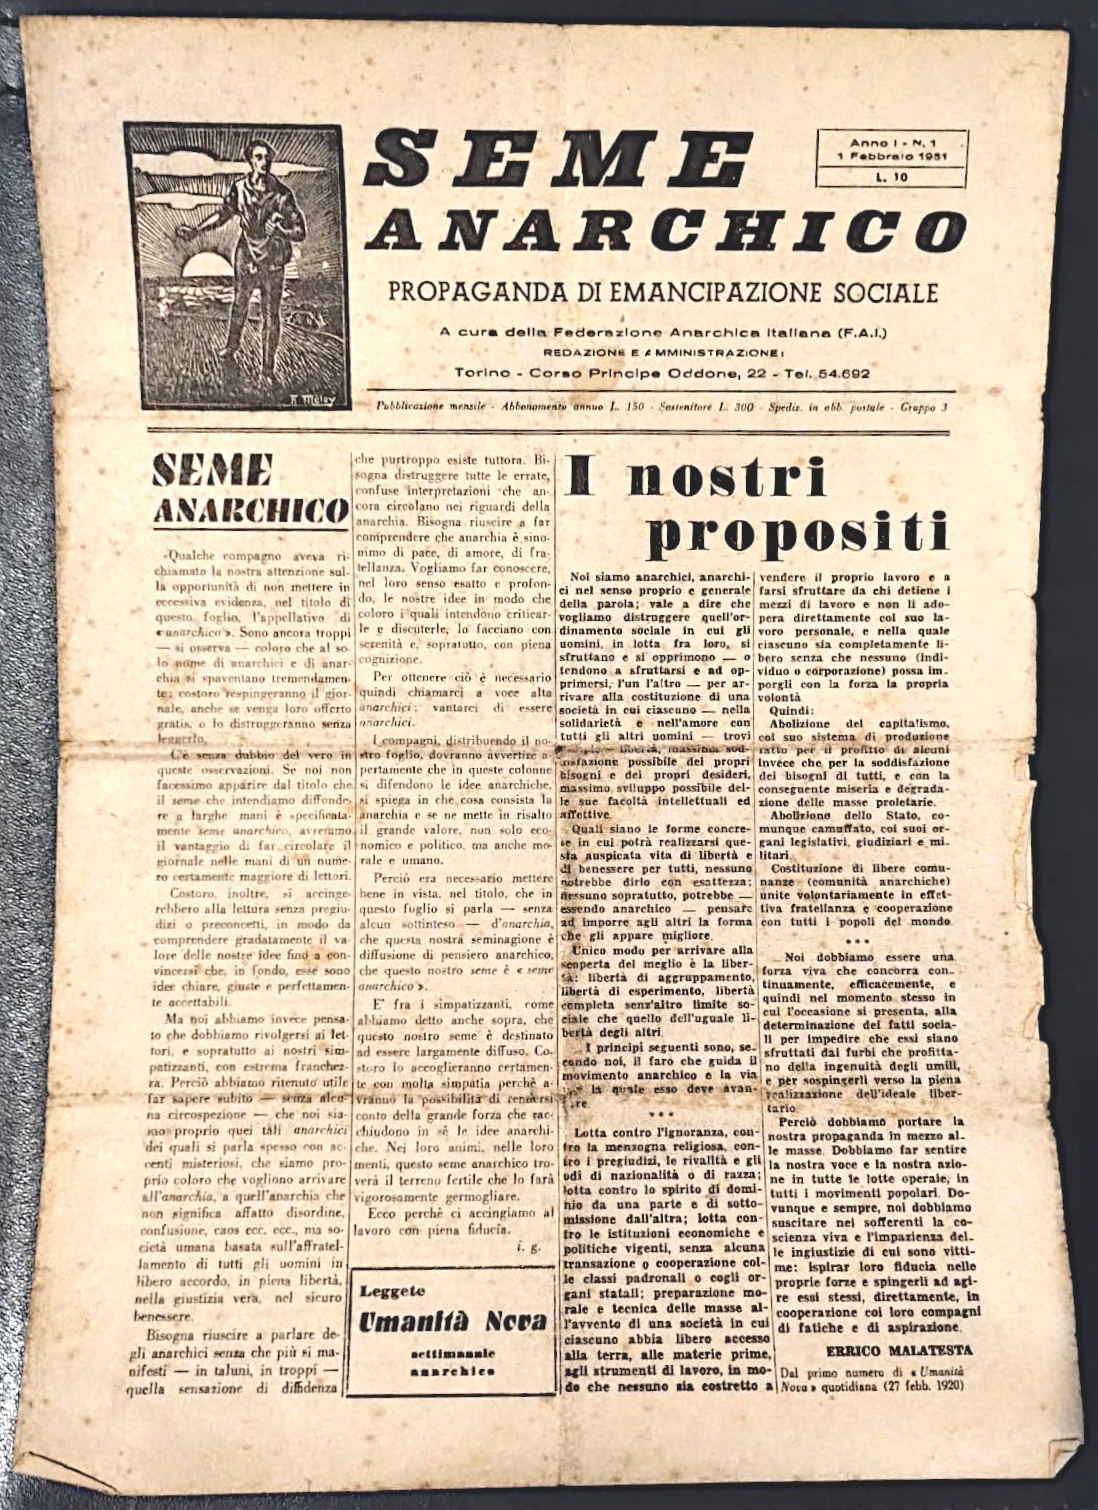 SEME
ANARCHICO
Anno I - N. 1
1 Febbraio 1951
L. 10
PROPAGANDA DI EMANCIPAZIONE SOCIALE
A cura della Federazione Anarchica Italiana (F.A.I.)
REDAZIONE E AMMINISTRAZIONE:
Torino - Corso Principe Oddone, 22 - Tel. 54.692
Pubblicazione mensile - Abbonamento annuo L. 150 - Sostenitore L. 300 - Spediz. in abb. postale - Gruppo 3
SEME
ANARCHICO
Qualche compagno aveva ri-
chiamato la nostra attenzione sul-
la opportunità di non mettere in
eccessiva evidenza, nel titolo di
questo foglio, l'appellativo di
« anarchico ». Sono ancora troppi
— si osserva — coloro che al so-
lo nome di anarchici e di anar-
chia si spaventano tremendamen-
te: costoro respingeranno il gior-
nale, anche se venga loro offerto
gratis, o lo distruggeranno senza
leggerlo.
C'è senza dubbio del vero in
queste osservazioni. Se noi non
facessimo apparire dal titolo che
il seme che intendiamo diffonde-
re a larghe mani è specificata-
mente seme anarchico, avremmo
il vantaggio di far circolare il
giornale nelle mani di un nume-
ro certamente maggiore di lettori.
Costoro, inoltre, si accinge-
rebbero alla lettura senza pregiu-
dizi o preconcetti, in modo da
comprendere gradatamente il va-
lore delle nostre idee fino a con-
vincersi che, in fondo, esse sono
idee chiare, giuste e perfettamen-
te accettabili.
Ma noi abbiamo invece pensa-
to che dobbiamo rivolgersi ai let-
tori, e sopratutto ai nostri sim-
patizzanti, con estrema franchez-
za. Perciò abbiamo ritenuto utile
far sapere subito — senza alcu-
na circospezione — che noi sia-
mo proprio quei tali anarchici
dei quali si parla spesso con ac-
centi misteriosi, che siamo pro-
prio coloro che vogliono arrivare
all'anarchia, a quell'anarchia che
non significa affatto disordine,
confusione, caos ecc. ecc., ma so-
cietà umana basata sull'affratel-
lamento di tutti gli uomini in
libero accordo, in piena libertà,
nella giustizia vera, nel sicuro
benessere.
Bisogna riuscire a parlare de-
gli anarchici senza che più si ma-
nifesti — in taluni, in troppi —
quella sensazione di diffidenza
che purtroppo esiste tuttora. Bi-
sogna distruggere tutte le errate,
confuse interpretazioni che an-
cora circolano nei riguardi della
anarchia. Bisogna riuscire a far
comprendere che anarchia è sino-
nimo di pace, di amore, di fra-
tellanza. Vogliamo far conoscere,
nel loro senso esatto e profon-
do, le nostre idee in modo che
coloro i quali intendono criticar-
le e discuterle, lo facciano con
serenità e, sopratutto, con piena
cognizione.
Per ottenere ciò è necessario
quindi chiamarci a voce alta
anarchici; vantarci di essere
anarchici.
I compagni, distribuendo il no-
stro foglio, dovranno avvertire a-
pertamente che in queste colonne
si difendono le idee anarchiche,
si spiega in che cosa consista la
anarchia e se ne mette in risalto
il grande valore, non solo eco-
nomico e politico, ma anche mo-
rale e umano.
Perciò era necessario mettere
bene in vista, nel titolo, che in
questo foglio si parla — senza
alcun sottinteso — d'anarchia,
che questa nostra seminagione è
diffusione di pensiero anarchico,
che questo nostro seme è « seme
anarchico ».
E' fra i simpatizzanti, come
abbiamo detto anche sopra, che
questo nostro seme è destinato
ad essere largamente diffuso. Co-
storo lo accoglieranno certamen-
te con molta simpatia perchè a-
vranno la possibilità di rendersi
conto della grande forza che rac-
chiudono in sè le idee anarchi-
che. Nei loro animi, nelle loro
menti, questo seme anarchico tro-
verà il terreno fertile che lo farà
vigorosamente germogliare.
Ecco perchè ci accingiamo al
lavoro con piena fiducia.
i. g.
Leggete
Umanità Nova
settimanale
anarchico
I nostri
propositi
Noi siamo anarchici, anarchi-
ci nel senso proprio e generale
della parola; vale a dire che
vogliamo distruggere quell'or-
dinamento sociale in cui gli
uomini, in lotta fra loro, si
sfruttano e si opprimono — o
tendono a sfruttarsi e ad op-
primersi, l'un l'altro — per ar-
rivare alla costituzione di una
società in cui ciascuno — nella
solidarietà e nell'amore con
tutti gli altri uomini — trovi
libertà, massima sod-
disfazione possibile dei propri
bisogni e dei propri desideri,
massimo sviluppo possibile del-
le sue facoltà intellettuali ed
affettive.
Quali siano le forme concre-
te in cui potrà realizzarsi que-
sta auspicata vita di libertà e
di benessere per tutti, nessuno
potrebbe dirlo con esattezza;
nessuno sopratutto, potrebbe —
essendo anarchico — pensare
ad imporre agli altri la forma
che gli appare migliore.
Unico modo per arrivare alla
scoperta del meglio è la liber-
tà: libertà di aggruppamento,
libertà di esperimento, libertà
completa senz'altro limite so-
ciale che quello dell'uguale li-
bertà degli altri.
I principi seguenti sono, se-
condo noi, il faro che guida il
movimento anarchico e la via
la quale esso deve avan-
re.
* * *
Lotta contro l'ignoranza, con-
tro la menzogna religiosa, con-
tro i pregiudizi, le rivalità e gli
odi di nazionalità o di razza;
lotta contro lo spirito di domi-
nio da una parte e di sotto-
missione dall'altra; lotta con-
tro le istituzioni economiche e
politiche vigenti, senza alcuna
transazione o cooperazione col-
le classi padronali o cogli or-
gani statali; preparazione mo-
rale e tecnica delle masse al-
l'avvento di una società in cui
ciascuno abbia libero accesso
alla terra, alle materie prime,
agli strumenti di lavoro, in mo-
do che nessuno sia costretto a
vendere il proprio lavoro e a
farsi sfruttare da chi detiene i
mezzi di lavoro e non li ado-
pera direttamente col suo la-
voro personale, e nella quale
ciascuno sia completamente li-
bero senza che nessuno (indi-
viduo o corporazione) possa im-
porgli con la forza la propria
volontà.
Quindi:
Abolizione del capitalismo,
col suo sistema di produzione
fatto per il profitto di alcuni
invece che per la soddisfazione
dei bisogni di tutti, e con la
conseguente miseria e degrada-
zione delle masse proletarie.
Abolizione dello Stato, co-
munque camuffato, coi suoi or-
gani legislativi, giudiziari e mi-
litari.
Costituzione di libere comu-
nanze (comunità anarchiche)
unite volontariamente in effet-
tiva fratellanza e cooperazione
con tutti i popoli del mondo.
* * *
Noi dobbiamo essere una
forza viva che concorra con-
tinuamente, efficacemente, e
quindi nel momento stesso in
cui l'occasione si presenta, alla
determinazione dei fatti socia-
li per impedire che essi siano
sfruttati dai furbi che profitta-
no della ingenuità degli umili,
e per sospingerli verso la piena
realizzazione dell'ideale liber-
tario.
Perciò dobbiamo portare la
nostra propaganda in mezzo al-
le masse. Dobbiamo far sentire
la nostra voce e la nostra azio-
ne in tutte le lotte operaie, in
tutti i movimenti popolari. Do-
vunque e sempre, noi dobbiamo
suscitare nei sofferenti la co-
scienza viva e l'impazienza del-
le ingiustizie di cui sono vitti-
me: ispirar loro fiducia nelle
proprie forze e spingerli ad agi-
re essi stessi, direttamente, in
cooperazione coi loro compagni
di fatiche e di aspirazione.
ERRICO MALATESTA
Dal primo numero di « Umanità
Nova » quotidiana (27 febb. 1920)